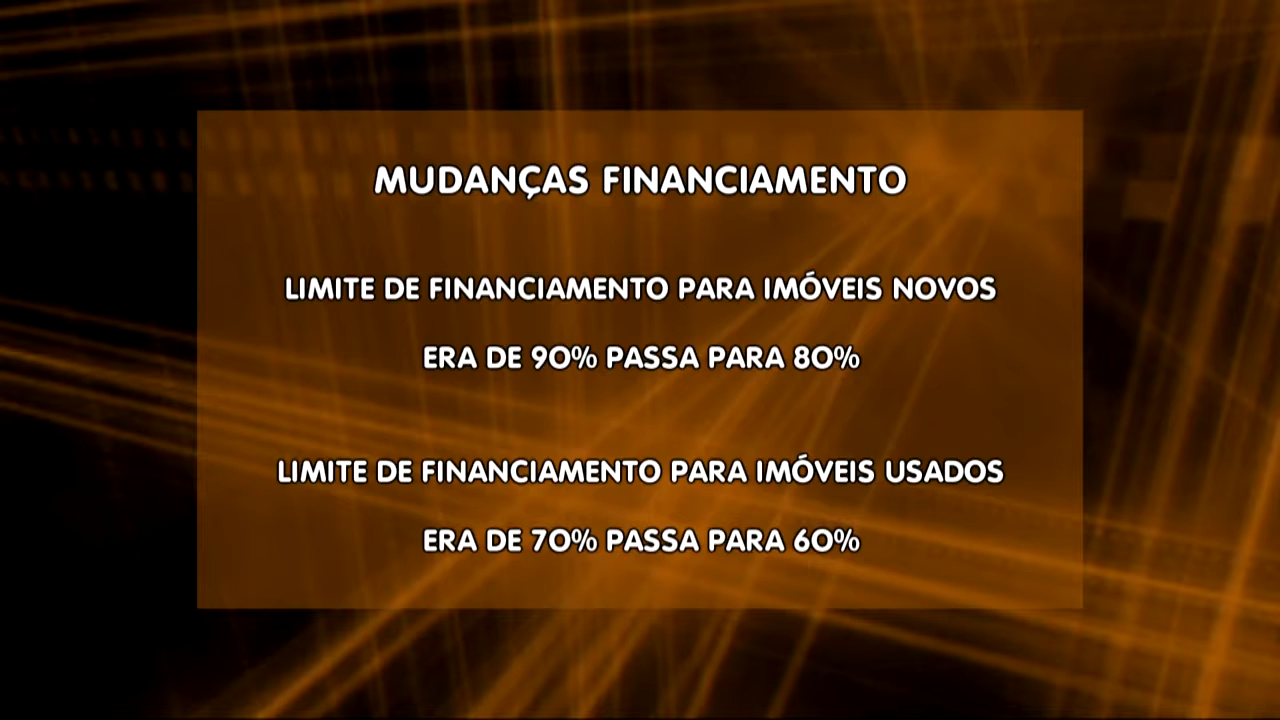 MUDANÇAS FINANCIAMENTO
LIMITE DE FINANCIAMENTO PARA IMÓVEIS NOVOS
ERA DE 90% PASSA PARA 80%
LIMITE DE FINANCIAMENTO PARA IMÓVEIS USADOS
ERA DE 70% PASSA PARA 60%